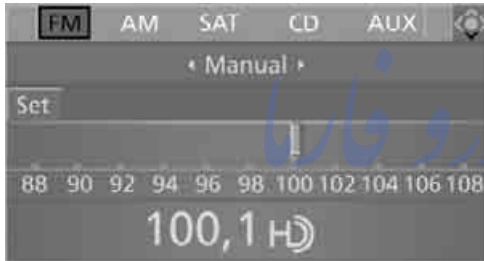 FM AM SAT CD AUX
◂ Manual ▸
Set
88 90 92 94 96 98 100 102 104 106 108
100,1 HD